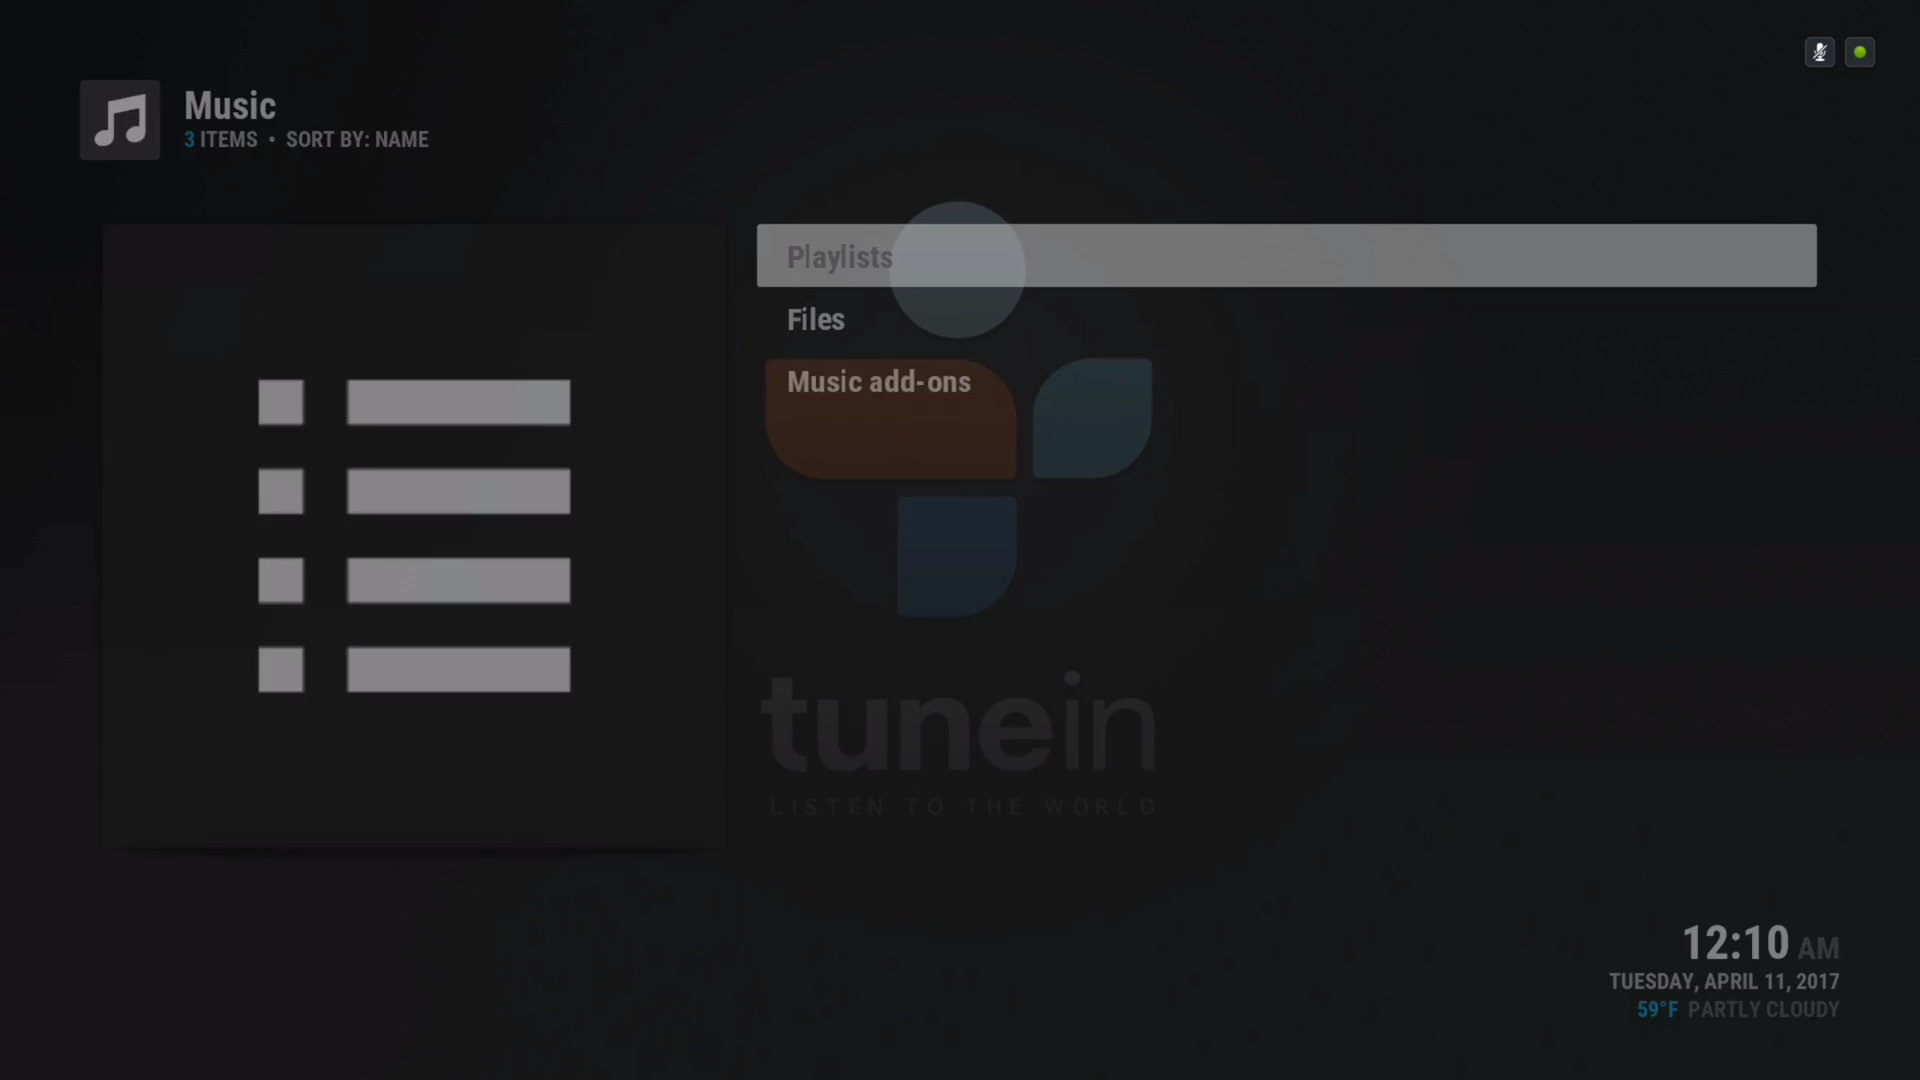 Music
3 ITEMS • SORT BY: NAME
Playlists
Files
Music add-ons
tunein
LISTEN TO THE WORLD
12:10 AM
TUESDAY, APRIL 11, 2017
59°F PARTLY CLOUDY